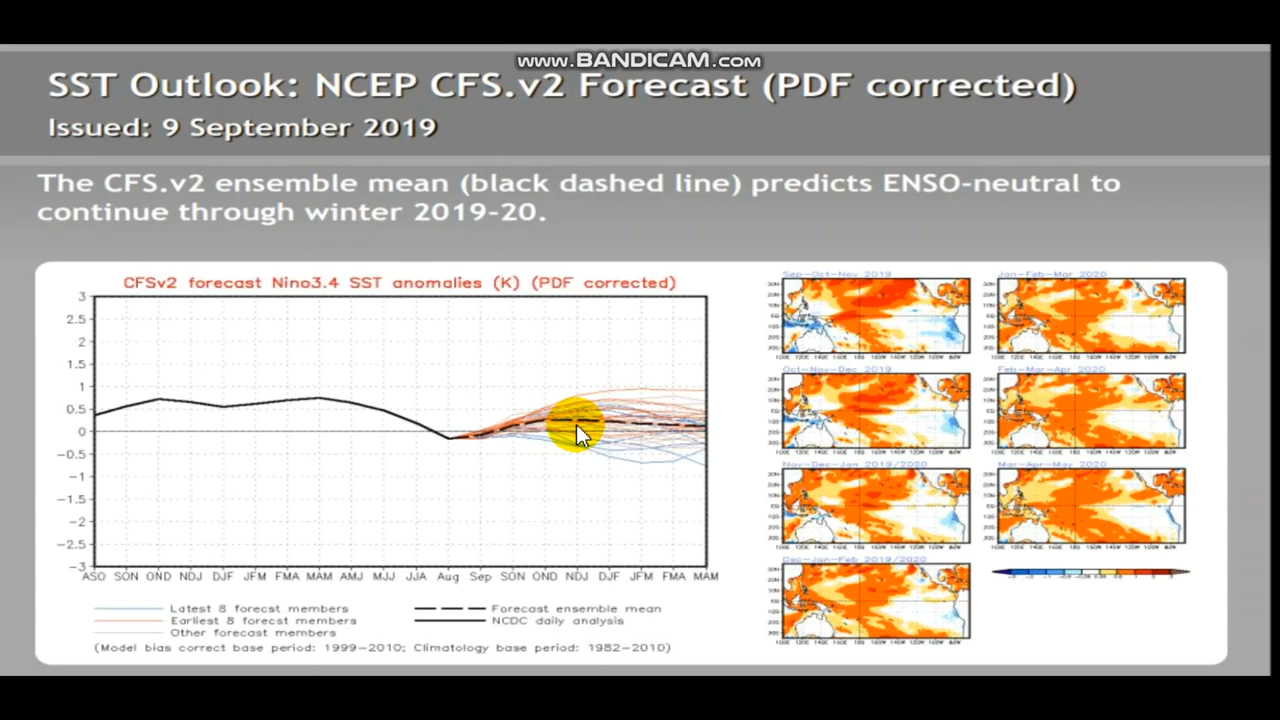 www.BANDICAM.com
SST Outlook: NCEP CFS.v2 Forecast (PDF corrected)
Issued: 9 September 2019
The CFS.v2 ensemble mean (black dashed line) predicts ENSO-neutral to
continue through winter 2019-20.
CFSv2 forecast Nino3.4 SST anomalies (K) (PDF corrected)
3
2.5
2
1.5
1
0.5
0
-0.5
-1
-1.5
-2
-2.5
-3
ASO SON OND NDJ DJF JFM FMA MAM AMJ MJJ JJA Aug Sep SON OND NDJ DJF JFM FMA MAM
Latest 8 forecst members
Earliest 8 forecst members
Other forecast members
Forecast ensemble mean
NCDC daily analysis
(Model bias correct base period: 1999-2010; Climatology base period: 1982-2010)
Sep-Oct-Nov 2019
Oct-Nov-Dec 2019
Nov-Dec-Jan 2019/2020
Dec-Jan-Feb 2019/2020
Jan-Feb-Mar 2020
Feb-Mar-Apr 2020
Mar-Apr-May 2020